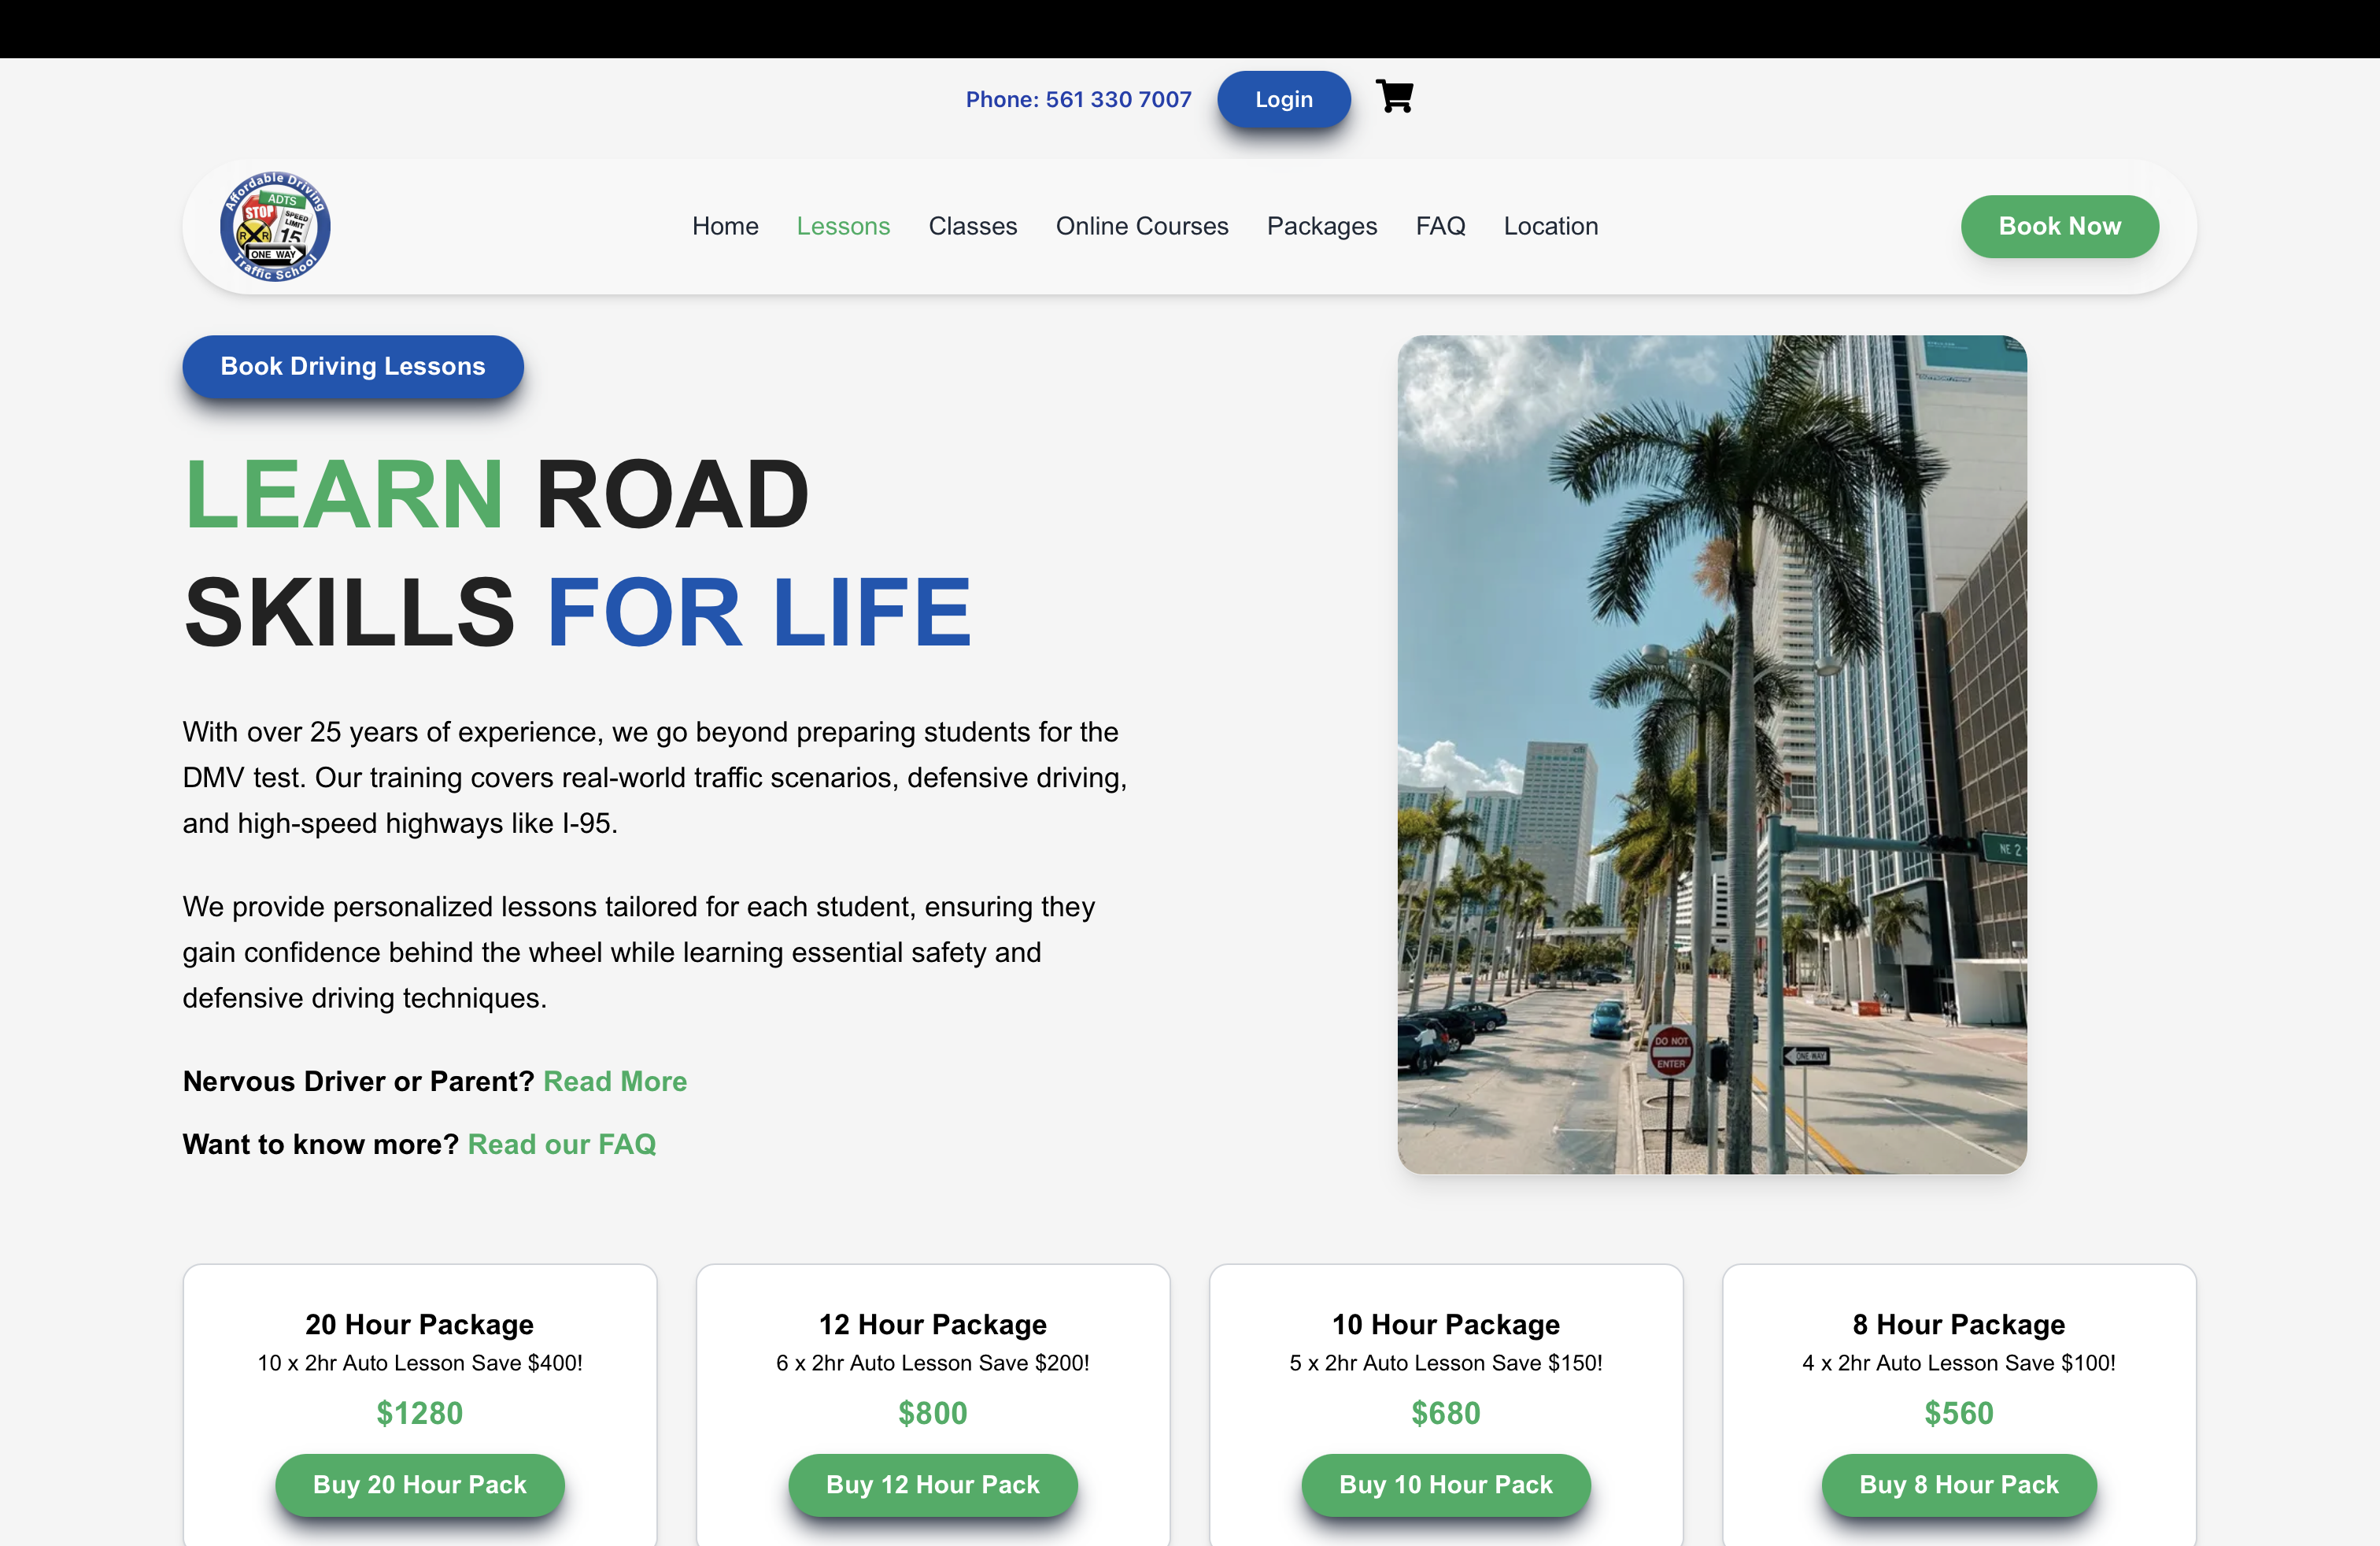 Phone: 561 330 7007
Login
Affordable Driving
ADTS
STOP
SPEED
LIMIT
15
R R
ONE WAY
Traffic School
Home
Lessons
Classes
Online Courses
Packages
FAQ
Location
Book Now
Book Driving Lessons
LEARN ROAD
SKILLS FOR LIFE
With over 25 years of experience, we go beyond preparing students for the
DMV test. Our training covers real-world traffic scenarios, defensive driving,
and high-speed highways like I-95.
We provide personalized lessons tailored for each student, ensuring they
gain confidence behind the wheel while learning essential safety and
defensive driving techniques.
Nervous Driver or Parent? Read More
Want to know more? Read our FAQ
NE 2
DO NOT
ENTER
ONE WAY
20 Hour Package
10 x 2hr Auto Lesson Save $400!
$1280
Buy 20 Hour Pack
12 Hour Package
6 x 2hr Auto Lesson Save $200!
$800
Buy 12 Hour Pack
10 Hour Package
5 x 2hr Auto Lesson Save $150!
$680
Buy 10 Hour Pack
8 Hour Package
4 x 2hr Auto Lesson Save $100!
$560
Buy 8 Hour Pack